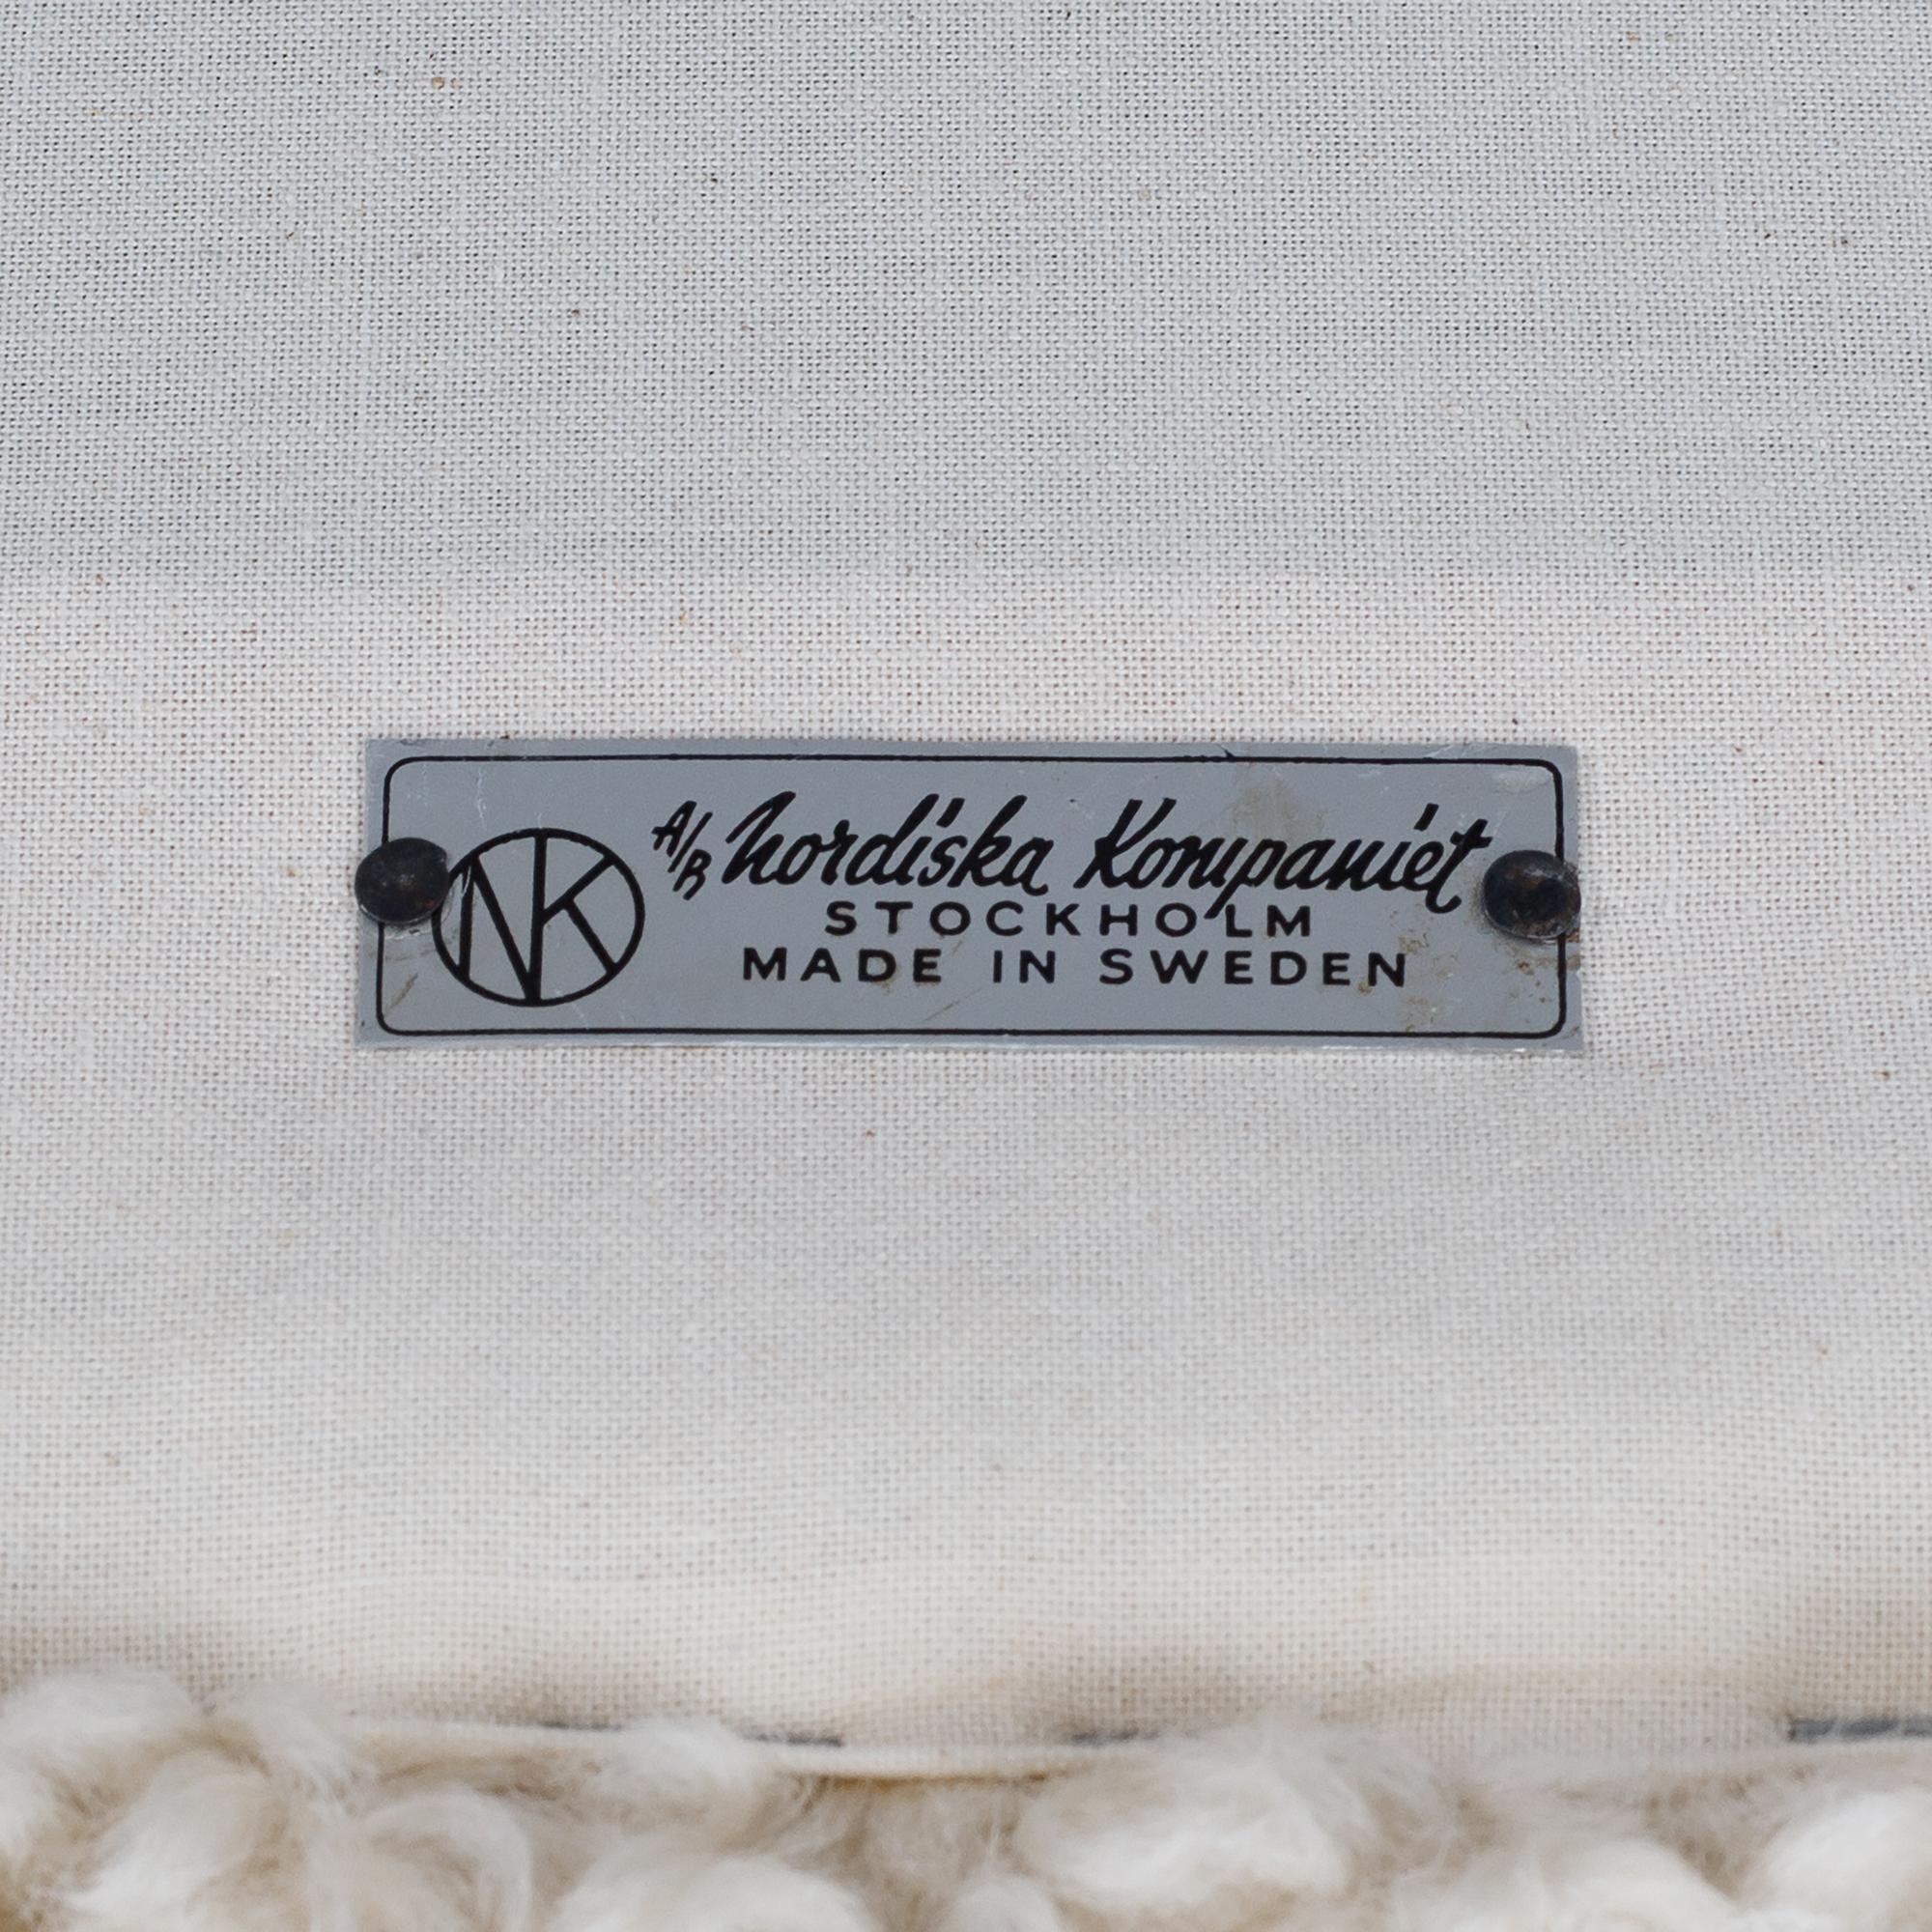 NK
A/B Nordiska Kompaniet
STOCKHOLM
MADE IN SWEDEN